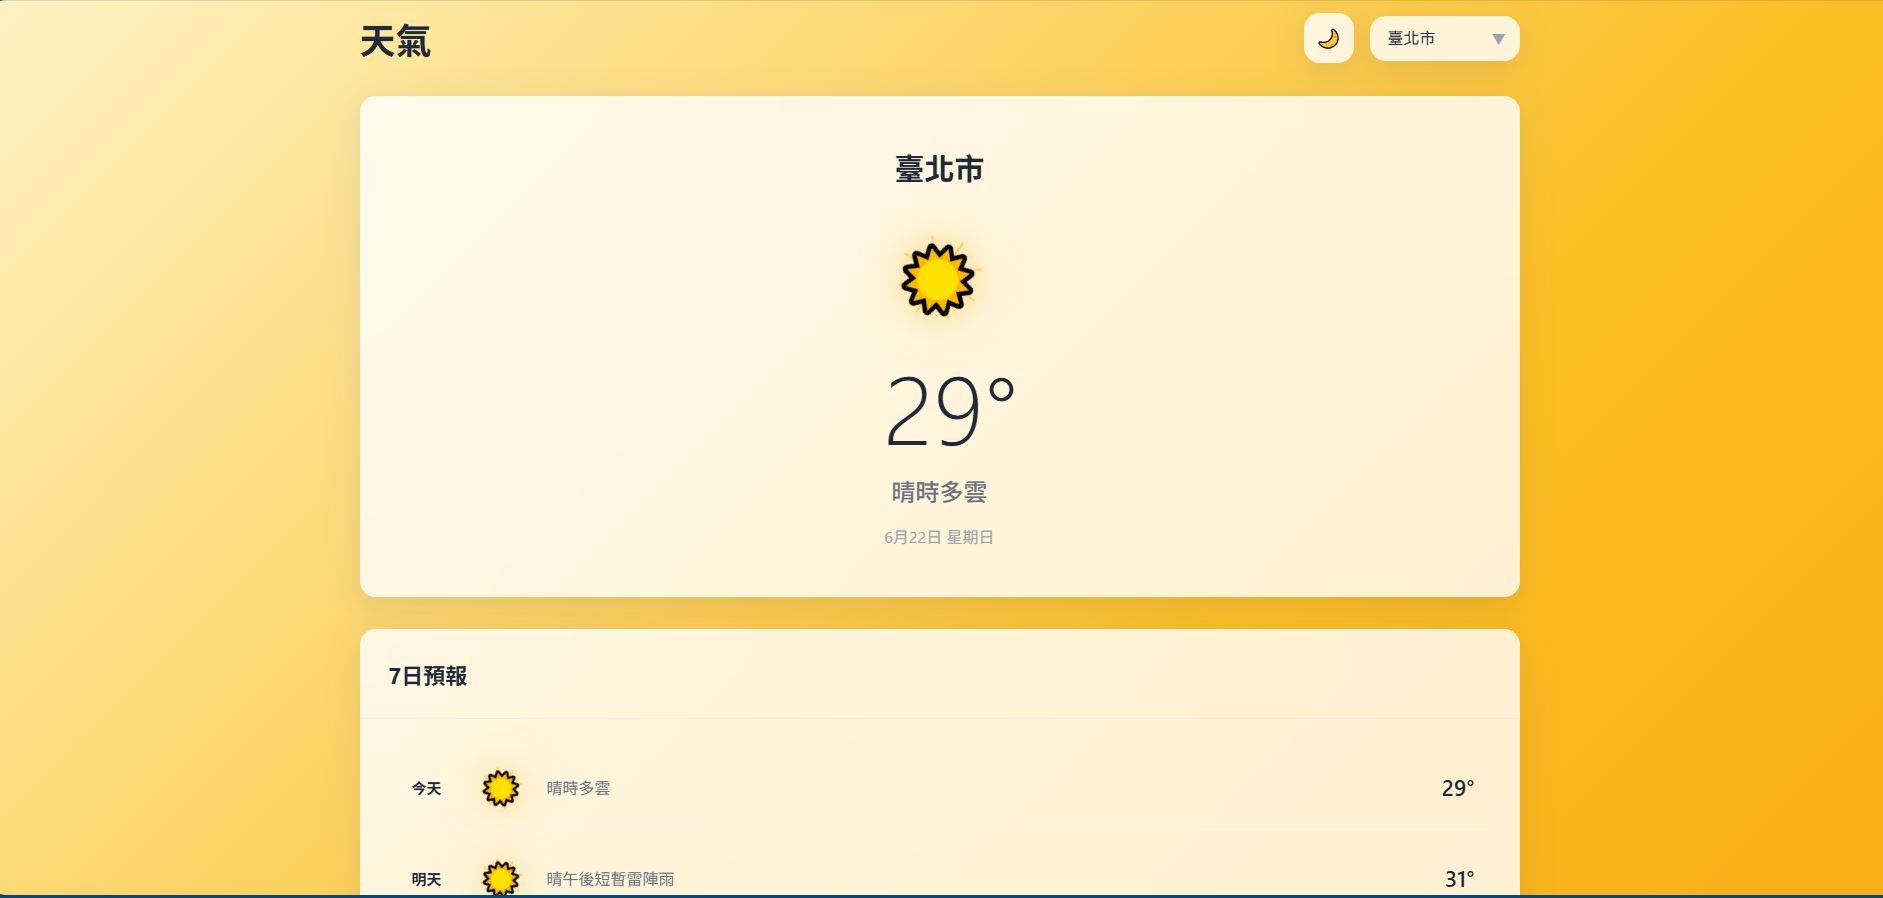 天氣
臺北市
臺北市
29°
晴時多雲
6月22日 星期日
7日預報
今天 晴時多雲 29°
明天 晴午後短暫雷陣雨 31°